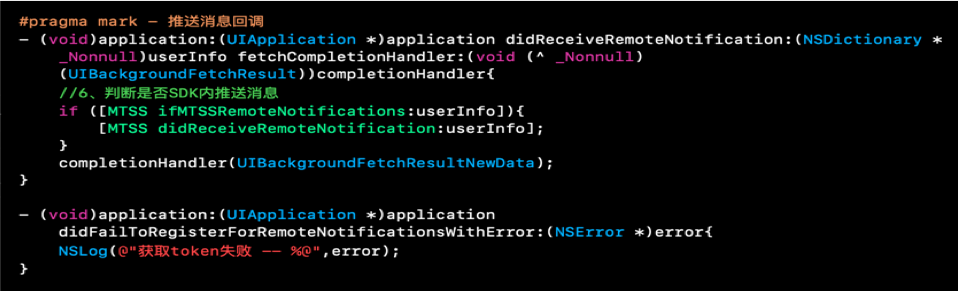 #pragma mark — 推送消息回调
— (void)application:(UIApplication *)application didReceiveRemoteNotification:(NSDictionary *
_Nonnull)userInfo fetchCompletionHandler:(void (^ _Nonnull)
(UIBackgroundFetchResult))completionHandler{
//6、判断是否SDK内推送消息
if ([MTSS ifMTSSRemoteNotifications:userInfo]){
[MTSS didReceiveRemoteNotification:userInfo];
}
completionHandler(UIBackgroundFetchResultNewData);
}
— (void)application:(UIApplication *)application
didFailToRegisterForRemoteNotificationsWithError:(NSError *)error{
NSLog(@"获取token失败 —— %@",error);
}